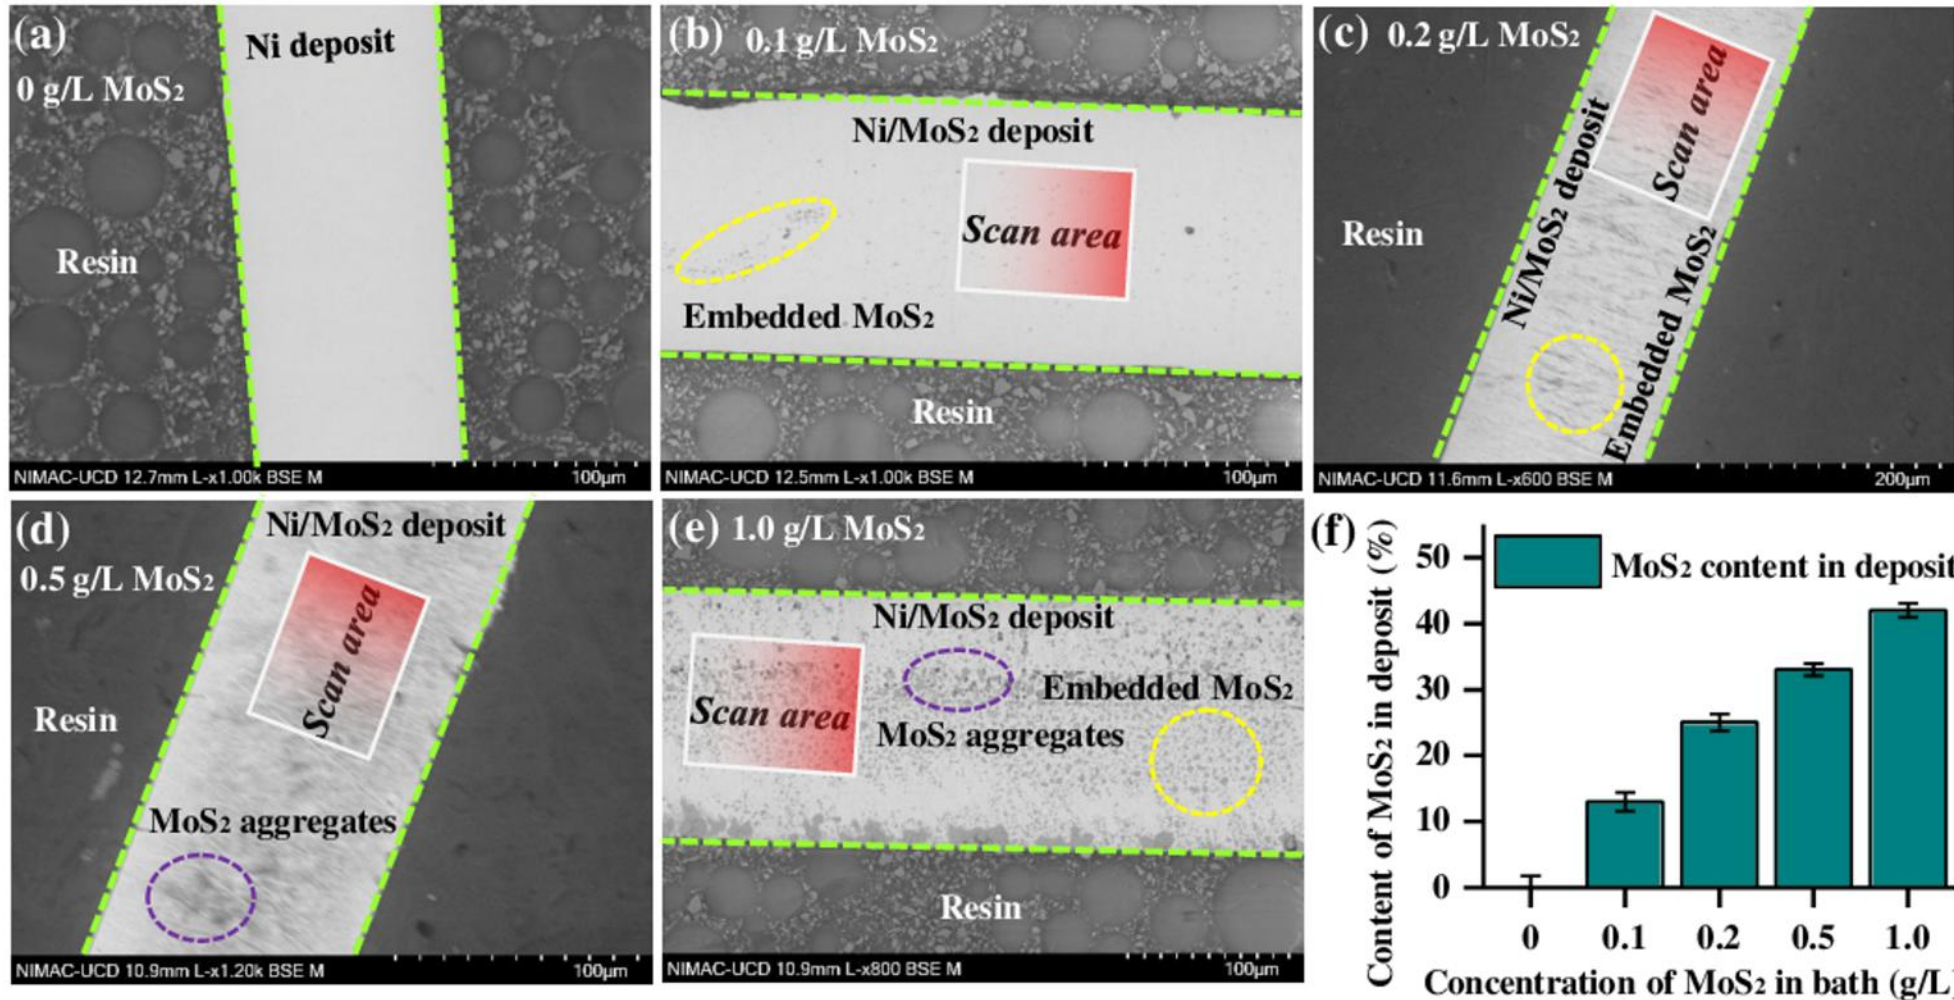 (a)
Ni deposit
0 g/L MoS₂
Resin
NIMAC-UCD 12.7mm L-x1.00k BSE M
100μm
(b) 0.1 g/L MoS₂
Ni/MoS₂ deposit
Scan area
Embedded MoS₂
Resin
NIMAC-UCD 12.5mm L-x1.00k BSE M
100μm
(c) 0.2 g/L MoS₂
Scan area
Ni/MoS₂ deposit
Resin
Embedded MoS₂
NIMAC-UCD 11.6mm L-x600 BSE M
200μm
(d)
Ni/MoS₂ deposit
0.5 g/L MoS₂
Scan area
Resin
MoS₂ aggregates
NIMAC-UCD 10.9mm L-x1.20k BSE M
100μm
(e) 1.0 g/L MoS₂
Ni/MoS₂ deposit
Embedded MoS₂
Scan area
MoS₂ aggregates
Resin
NIMAC-UCD 10.9mm L-x800 BSE M
100μm
(f)
MoS₂ content in deposit
Content of MoS₂ in deposit (%)
50
40
30
20
10
0
0 0.1 0.2 0.5 1.0
Concentration of MoS₂ in bath (g/L)